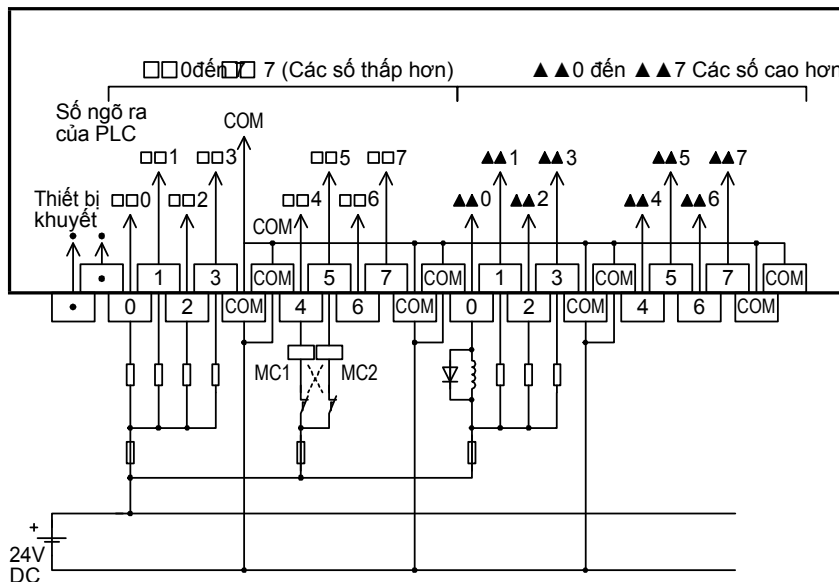 □□0đến □□ 7 (Các số thấp hơn) ▲▲0 đến ▲▲7 Các số cao hơn
Số ngõ ra
của PLC
COM
□□1 □□3 □□5 □□7 ▲▲1 ▲▲3 ▲▲5 ▲▲7
Thiết bị
khuyết
□□0 □□2 □□4 □□6 ▲▲0 ▲▲2 ▲▲4 ▲▲6
COM
1 3 COM 5 7 COM 1 3 COM 5 7 COM
0 2 COM 4 6 COM 0 2 COM 4 6 COM
MC1 MC2
+
24V
DC